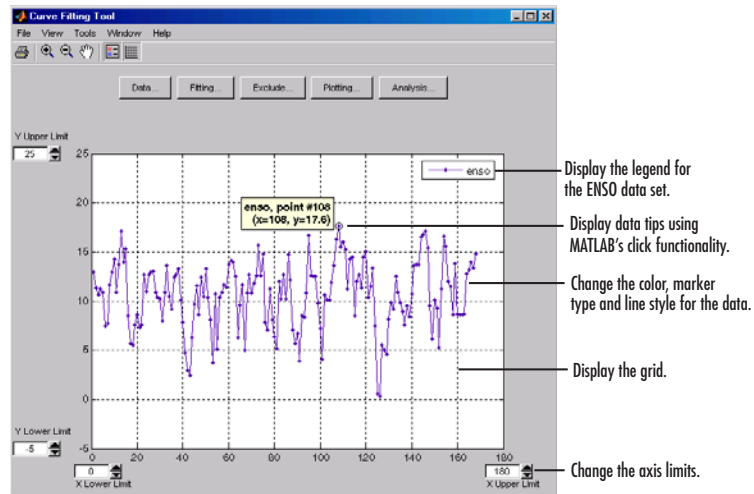 Curve Fitting Tool
File View Tools Window Help
Data... Fitting... Exclude... Plotting... Analysis...
Y Upper Limit
25
25
20
15
10
5
0
-5
enso
enso, point #108
(x=108, y=17.6)
Display the legend for
the ENSO data set.
Display data tips using
MATLAB's click functionality.
Change the color, marker
type and line style for the data.
Display the grid.
Y Lower Limit
-5
0 20 40 60 80 100 120 140 160 180
0
X Lower Limit
180
X Upper Limit
Change the axis limits.